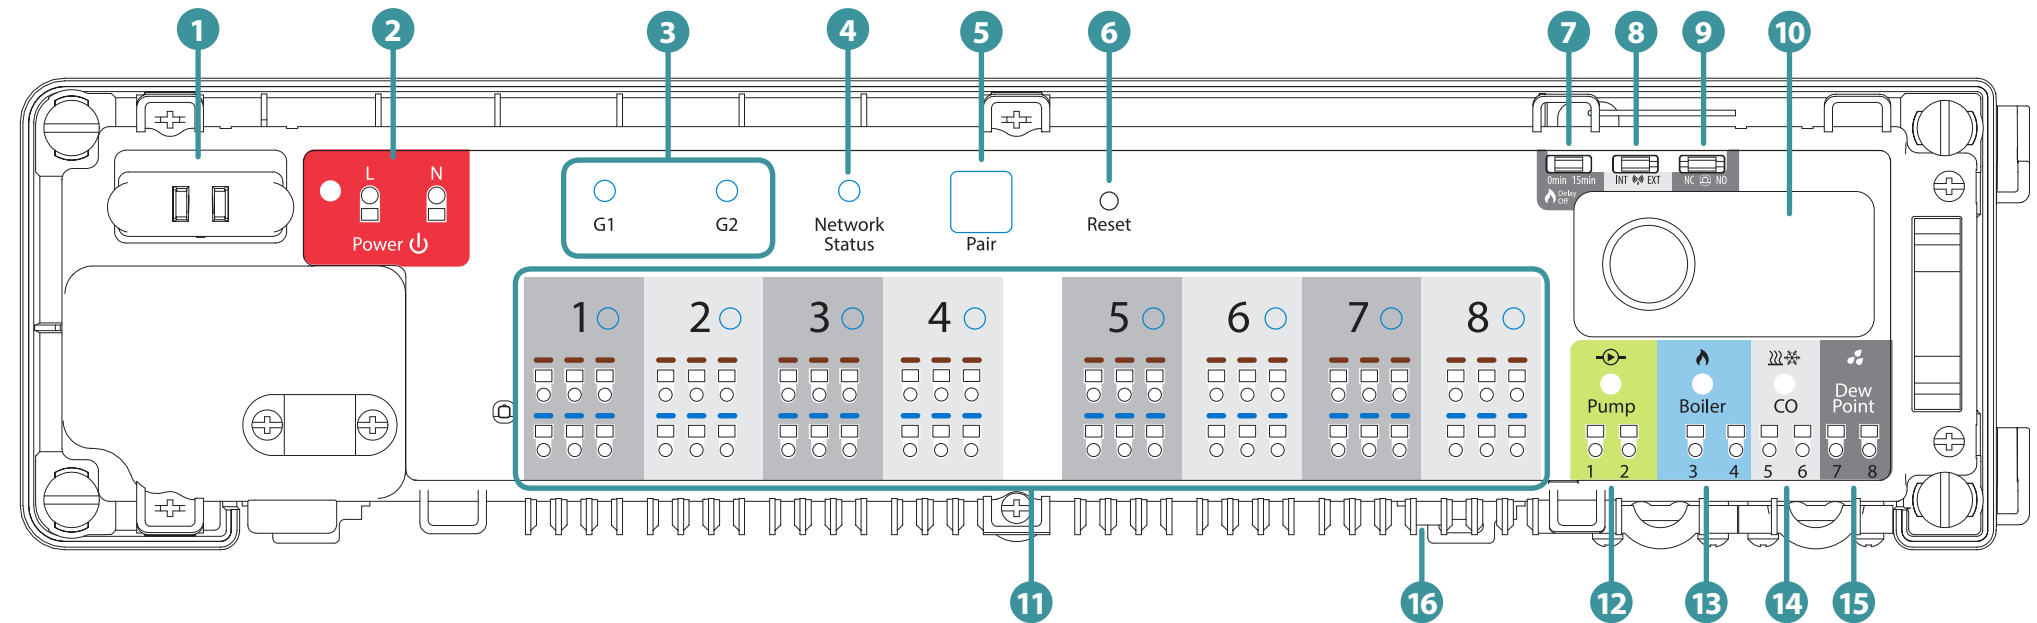 1 2 3 4 5 6 7 8 9 10
L N
Power
G1 G2
Network
Status
Pair
Reset
0min 15min
Delay
Off
INT EXT
NC NO
1 2 3 4 5 6 7 8
Pump
Boiler
CO
Dew
Point
1 2 3 4 5 6 7 8
11 16 12 13 14 15